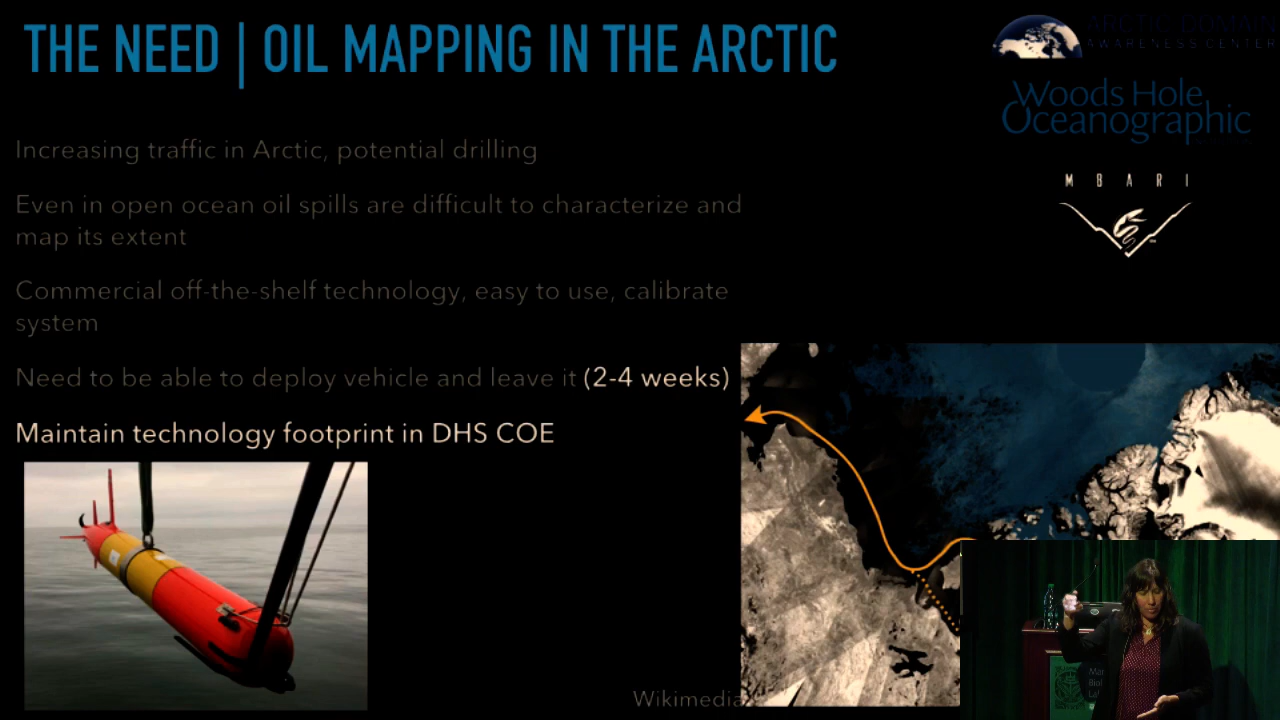 THE NEED | OIL MAPPING IN THE ARCTIC
ARCTIC DOMAIN
AWARENESS CENTER
Woods Hole
Oceanographic
MBARI
Increasing traffic in Arctic, potential drilling
Even in open ocean oil spills are difficult to characterize and
map its extent
Commercial off-the-shelf technology, easy to use, calibrate
system
Need to be able to deploy vehicle and leave it (2-4 weeks)
Maintain technology footprint in DHS COE
Wikimedia